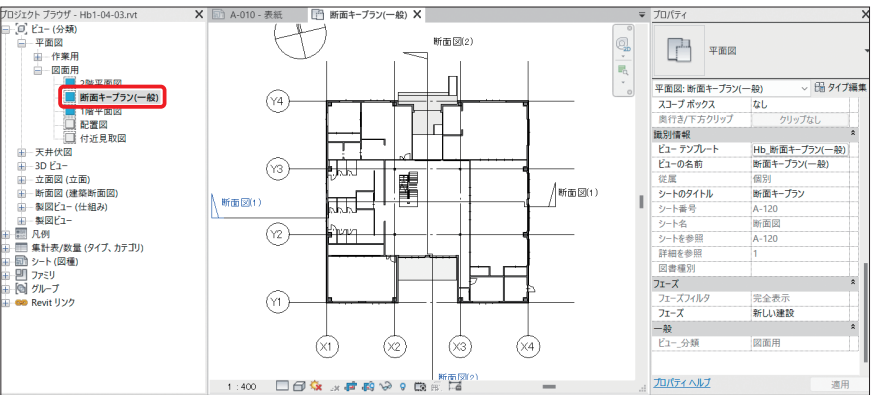 プロジェクト ブラウザ - Hb1-04-03.rvt
ビュー (分類)
平面図
作業用
図面用
2階平面図
断面キープラン(一般)
1階平面図
配置図
付近見取図
天井伏図
3D ビュー
立面図 (立面)
断面図 (建築断面図)
製図ビュー (仕組み)
製図ビュー
凡例
集計表/数量 (タイプ、カテゴリ)
シート (図種)
ファミリ
グループ
Revit リンク
A-010 - 表紙
断面キープラン(一般)
断面図(2)
Y4
Y3
断面図(1)
断面図(1)
Y2
Y1
X1
X2
X3
X4
断面図(2)
1 : 400
プロパティ
平面図
平面図: 断面キープラン(一般)
タイプ編集
スコープ ボックス なし
奥行き/下方クリップ クリップなし
識別情報
ビュー テンプレート Hb_断面キープラン(一般)
ビューの名前 断面キープラン(一般)
従属 個別
シートのタイトル 断面キープラン
シート番号 A-120
シート名 断面図
シートを参照 A-120
詳細を参照 1
図書種別
フェーズ
フェーズフィルタ 完全表示
フェーズ 新しい建設
一般
ビュー_分類 図面用
プロパティ ヘルプ
適用